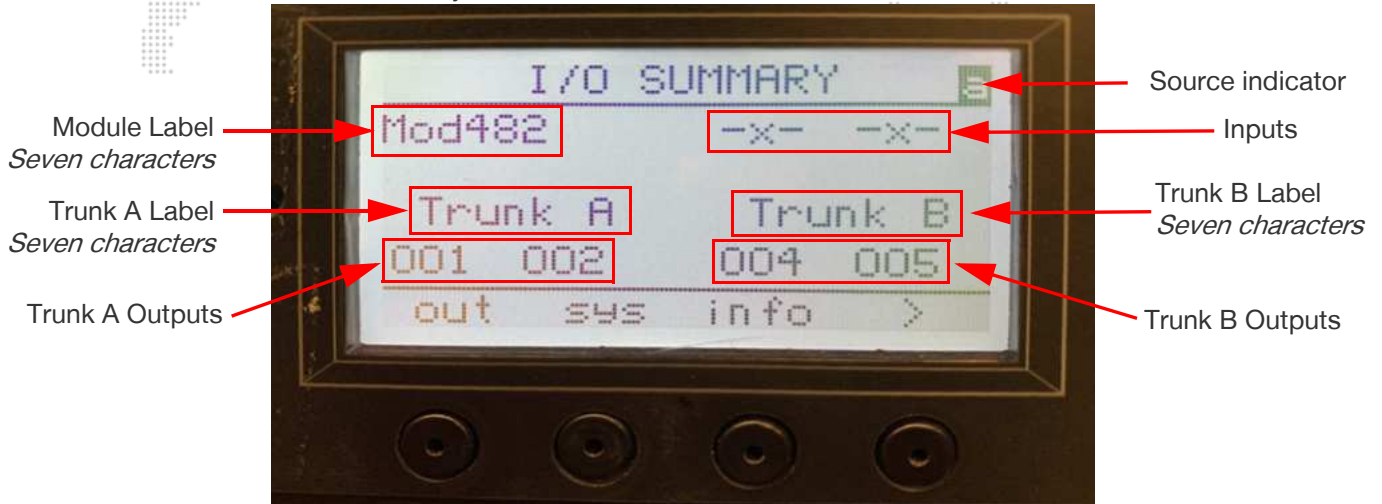 I/O SUMMARY
Source indicator
Module Label
Seven characters
Mod482
-x- -x-
Inputs
Trunk A Label
Seven characters
Trunk A
Trunk B
Trunk B Label
Seven characters
001 002
004 005
Trunk A Outputs
Trunk B Outputs
out sys info >